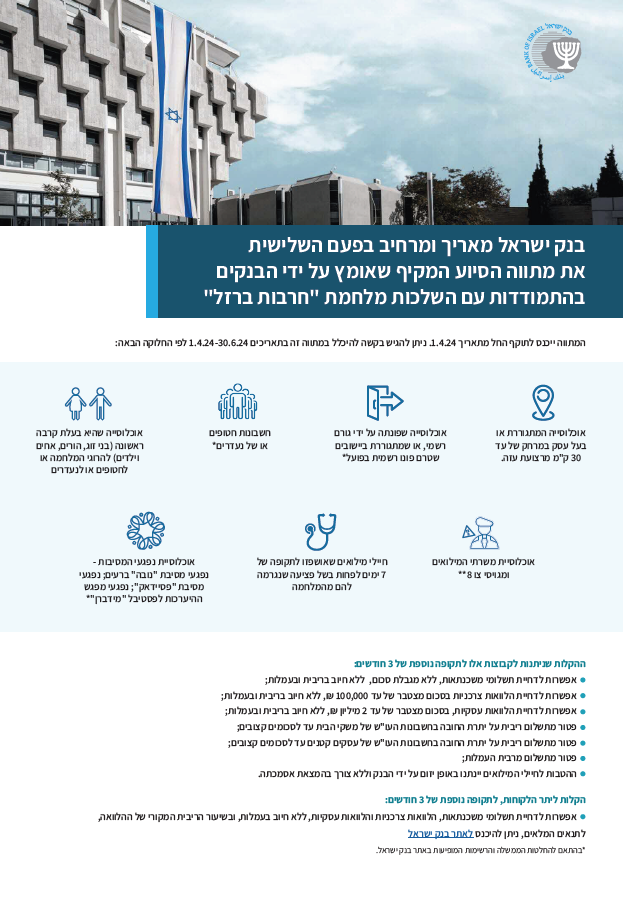 בנק ישראל
BANK OF ISRAEL
بنك إسرائيل
בנק ישראל מאריך ומרחיב בפעם השלישית
את מתווה הסיוע המקיף שאומץ על ידי הבנקים
בהתמודדות עם השלכות מלחמת "חרבות ברזל"
המתווה ייכנס לתוקף החל מתאריך 1.4.24. ניתן להגיש בקשה להיכלל במתווה זה בתאריכים 1.4.24-30.6.24 לפי החלוקה הבאה:
אוכלוסייה המתגוררת או
בעל עסק במרחק של עד
30 ק"מ מרצועת עזה.
אוכלוסייה שפונתה על ידי גורם
רשמי, או שמתגוררת ביישובים
שטרם פונו רשמית בפועל*
חשבונות חטופים
או של נעדרים*
אוכלוסייה שהיא בעלת קרבה
ראשונה (בני זוג, הורים, אחים
וילדים) להרוגי המלחמה או
לחטופים או לנעדרים
אוכלוסיית משרתי המילואים
ומגויסי צו 8**
חיילי מילואים שאושפזו לתקופה של
7 ימים לפחות בשל פציעה שנגרמה
להם מהמלחמה
אוכלוסיית נפגעי המסיבות -
נפגעי מסיבת "נובה" ברעים; נפגעי
מסיבת "פסיידאק"; נפגעי מפגש
ההיערכות לפסטיבל "מידברן"*
ההקלות שניתנות לקבוצות אלו לתקופה נוספת של 3 חודשים:
● אפשרות לדחיית תשלומי משכנתאות, ללא מגבלת סכום, ללא חיוב בריבית ובעמלות;
● אפשרות לדחיית הלוואות צרכניות בסכום מצטבר של עד 100,000 ₪, ללא חיוב בריבית ובעמלות;
● אפשרות לדחיית הלוואות עסקיות, בסכום מצטבר של עד 2 מיליון ₪, ללא חיוב בריבית ובעמלות;
● פטור מתשלום ריבית על יתרת החובה בחשבונות העו"ש של משקי הבית עד לסכומים קצובים;
● פטור מתשלום ריבית על יתרת החובה בחשבונות העו"ש של עסקים קטנים עד לסכומים קצובים;
● פטור מתשלום מרבית העמלות;
● ההטבות לחיילי המילואים יינתנו באופן יזום על ידי הבנק וללא צורך בהמצאת אסמכתה.
הקלות ליתר הלקוחות, לתקופה נוספת של 3 חודשים:
● אפשרות לדחיית תשלומי משכנתאות, הלוואות צרכניות והלוואות עסקיות, ללא חיוב בעמלות, ובשיעור הריבית המקורי של ההלוואה,
לתנאים המלאים, ניתן להיכנס לאתר בנק ישראל
*בהתאם להחלטות הממשלה והרשימות המופיעות באתר בנק ישראל.